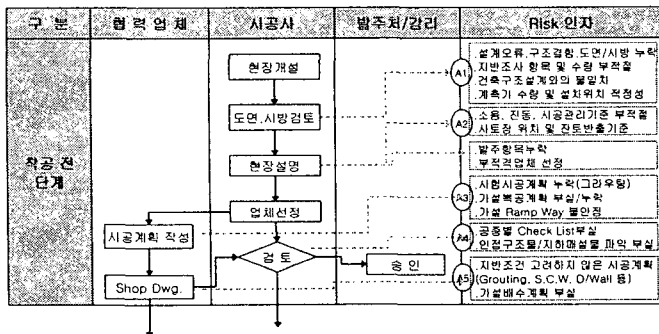 구 분
협 력 업 체
시공사
발주처/감리
Risk 인자
착공 전
단계
현장개설
도면.시방검토
현장설명
업체선정
시공계획 작성
검 토
승 인
Shop Dwg.
A1
.설계오류,구조결함,도면/시방 누락
.지반조사 항목 및 수량 부적절
.건축구조설계와의 불일치
.계측기 수량 및 설치위치 적정성
A2
.소음, 진동, 시공관리기준 부적절
.사토장 위치 및 잔토반출기준
.발주항목누락
.부적격업체 선정
A3
.시험시공계획 누락(그라우팅)
.가설복공계획 부실/누락
.가설 Ramp Way 불안정
A4
.공종별 Check List부실
.인접구조물/지하매설물 파악 부실
A5
.지반조건 고려하지 않은 시공계획
(Grouting, S.C.W, D/Wall 등)
.가설배수계획 부실